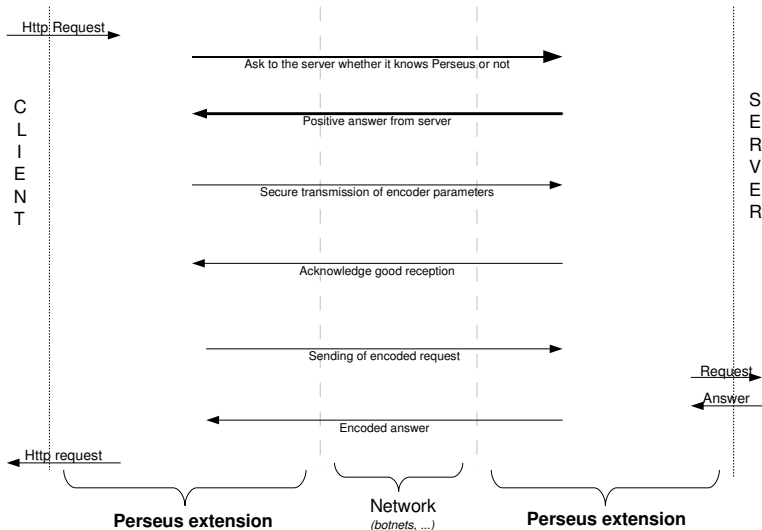 Http Request
Ask to the server whether it knows Perseus or not
CLIENT
SERVER
Positive answer from server
Secure transmission of encoder parameters
Acknowledge good reception
Sending of encoded request
Request
Answer
Encoded answer
Http request
Perseus extension
Network
(botnets, ...)
Perseus extension